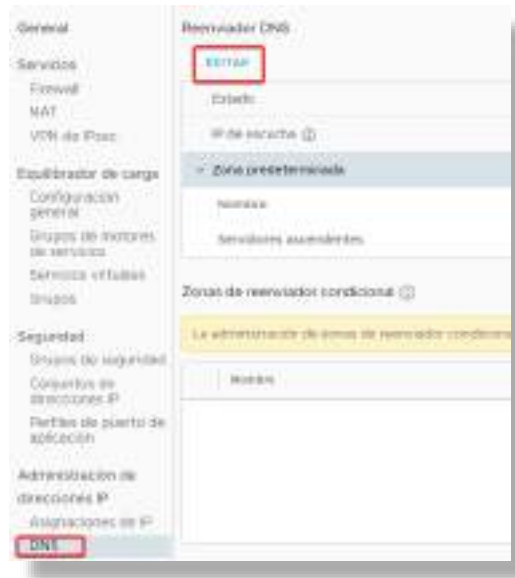 General
Servicios
Firewall
NAT
VPN de IPsec
Equilibrador de carga
Configuración
general
Grupos de motores
de servicios
Servicios virtuales
Grupos
Seguridad
Grupos de seguridad
Conjuntos de
direcciones IP
Perfiles de puerto de
aplicación
Administración de
direcciones IP
Asignaciones de IP
DNS
Reenviador DNS
EDITAR
Estado
IP de escucha
Zona predeterminada
Nombre
Servidores ascendentes
Zonas de reenviador condicional
La administración de zonas de reenviador condicional
Nombre